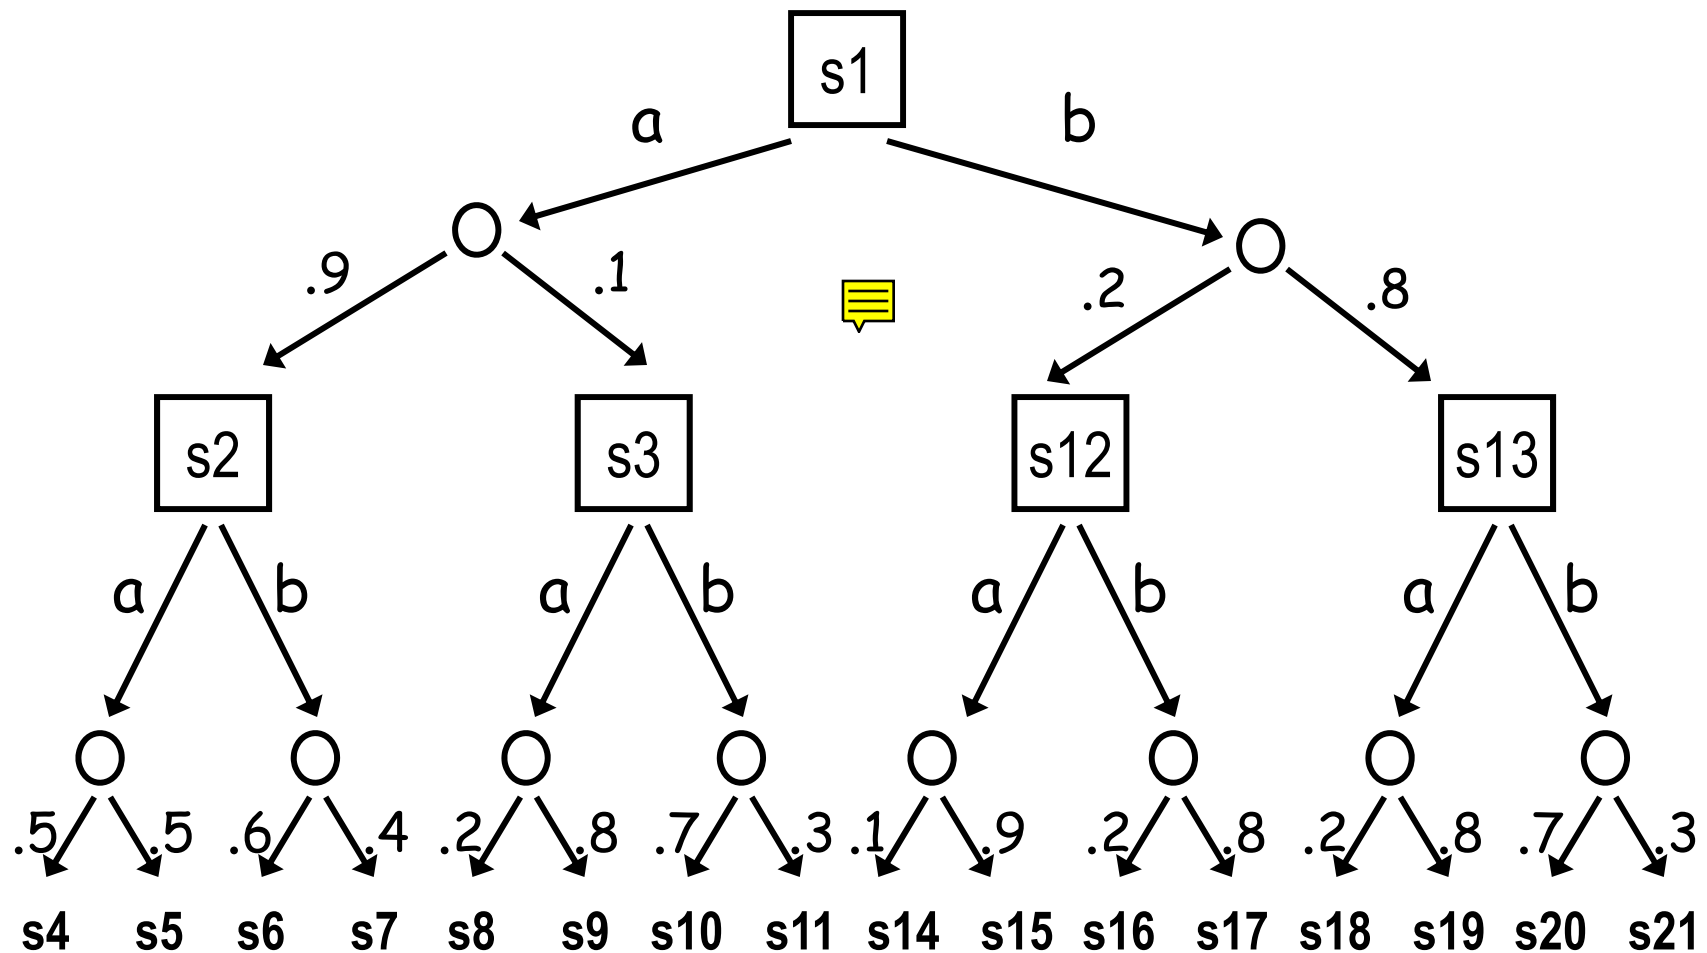 s1
a b
.9 .1 .2 .8
s2 s3 s12 s13
a b a b a b a b
.5 .5 .6 .4 .2 .8 .7 .3 .1 .9 .2 .8 .2 .8 .7 .3
s4 s5 s6 s7 s8 s9 s10 s11 s14 s15 s16 s17 s18 s19 s20 s21